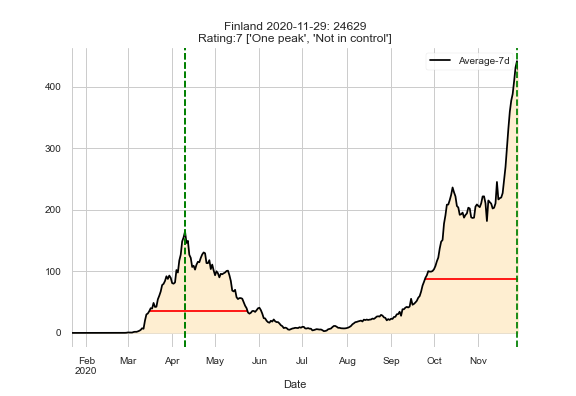 Finland 2020-11-29: 24629
Rating:7 ['One peak', 'Not in control']
Average-7d
400
300
200
100
0
Feb Mar Apr May Jun Jul Aug Sep Oct Nov
2020
Date